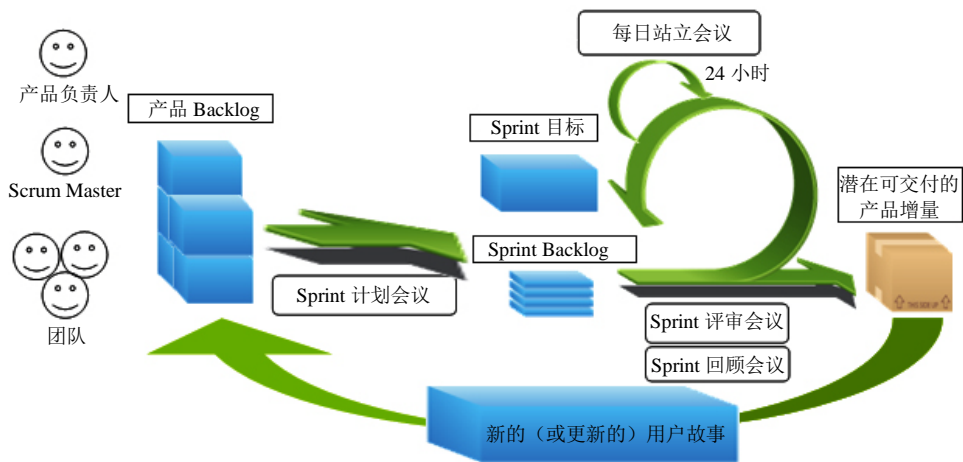 每日站立会议
24 小时
产品负责人
产品 Backlog
Sprint 目标
Scrum Master
潜在可交付的
产品增量
Sprint Backlog
Sprint 计划会议
THIS SIDE UP
团队
Sprint 评审会议
Sprint 回顾会议
新的（或更新的）用户故事